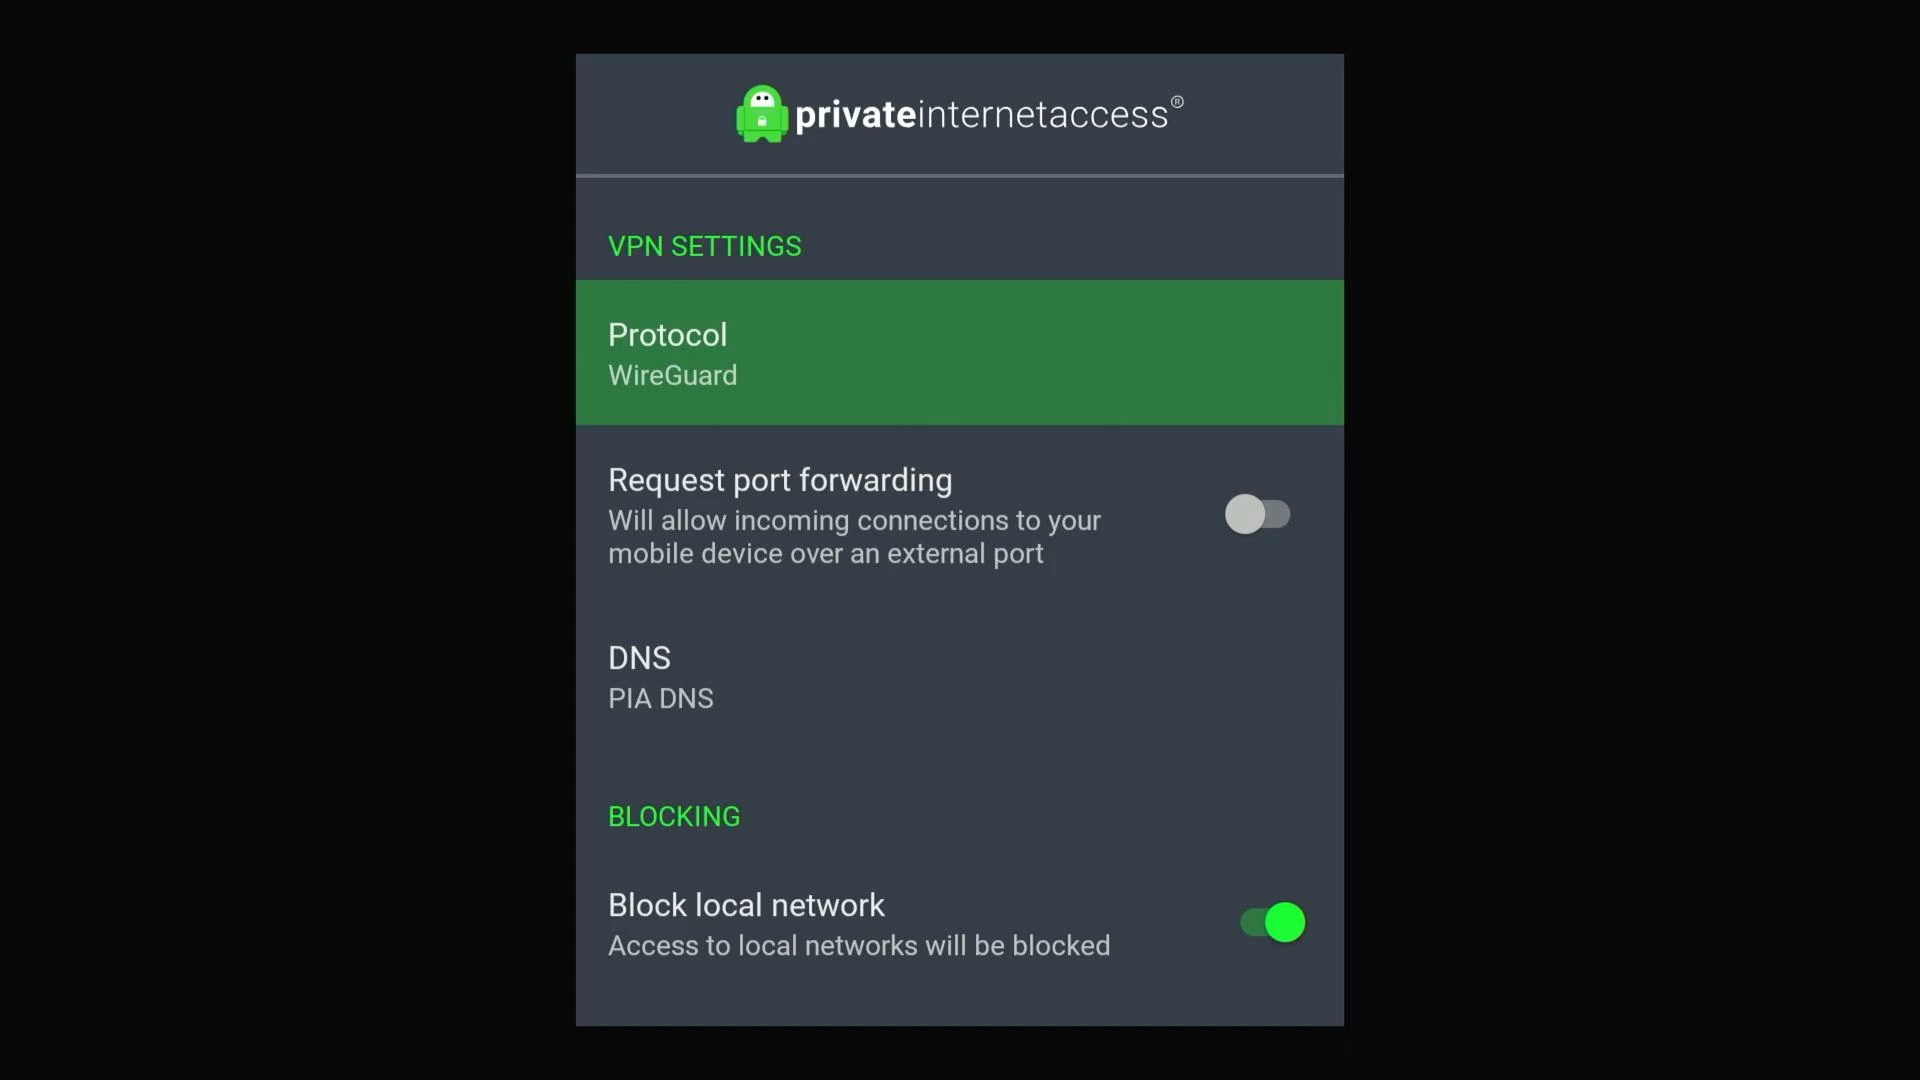 privateinternetaccess®
VPN SETTINGS
Protocol
WireGuard
Request port forwarding
Will allow incoming connections to your
mobile device over an external port
DNS
PIA DNS
BLOCKING
Block local network
Access to local networks will be blocked